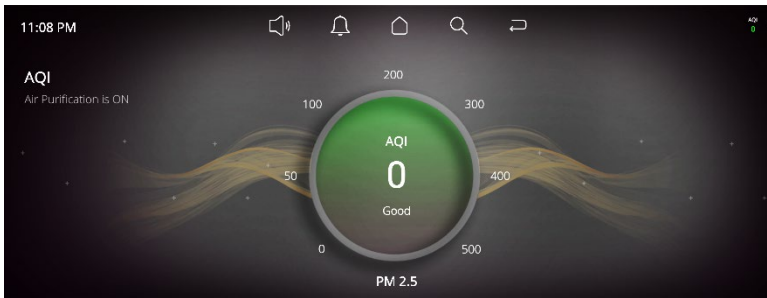 11:08 PM
AQI
0
AQI
Air Purification is ON
200
100
300
50
400
0
500
AQI
0
Good
PM 2.5